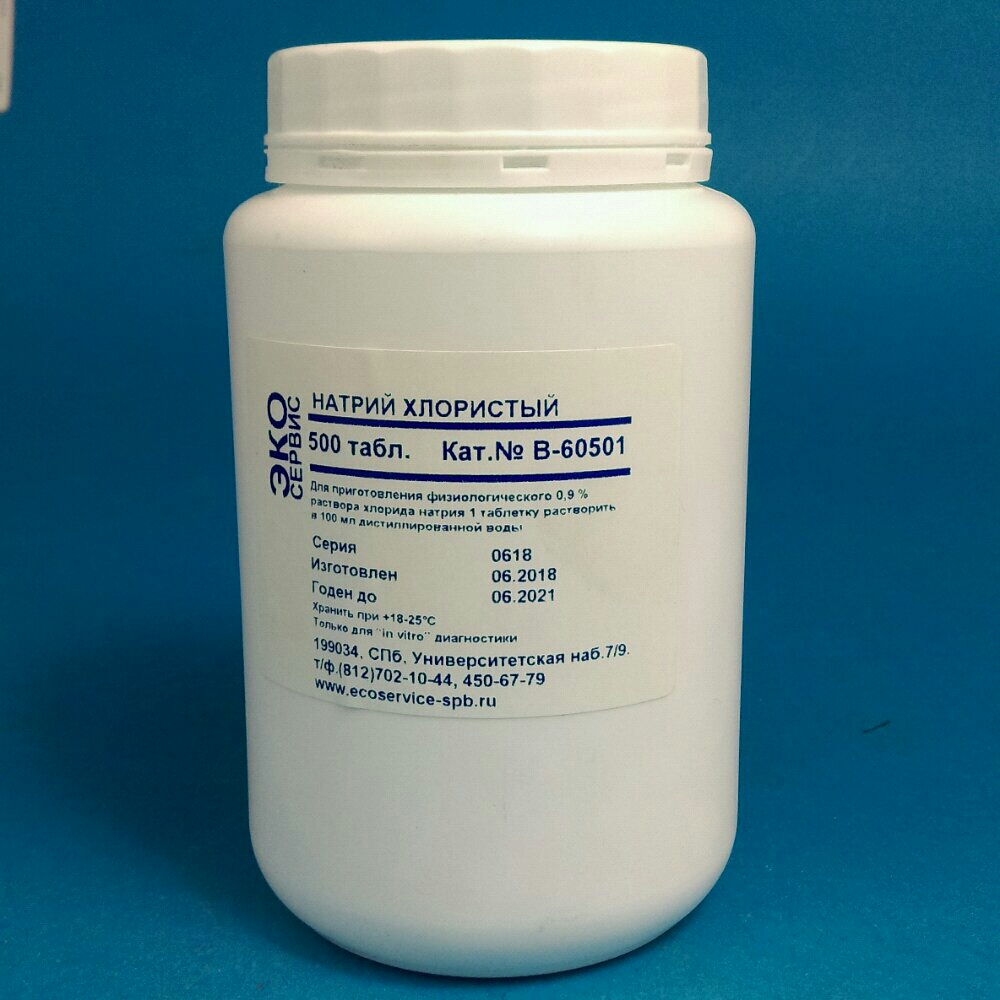 ЭКО
СЕРВИС
НАТРИЙ ХЛОРИСТЫЙ
500 табл. Кат.№ В-60501
Для приготовления физиологического 0,9 %
раствора хлорида натрия 1 таблетку растворить
в 100 мл дистиллированной воды
Серия 0618
Изготовлен 06.2018
Годен до 06.2021
Хранить при +18-25°С
Только для "in vitro" диагностики
199034, СПб, Университетская наб.7/9.
т/ф.(812)702-10-44, 450-67-79
www.ecoservice-spb.ru